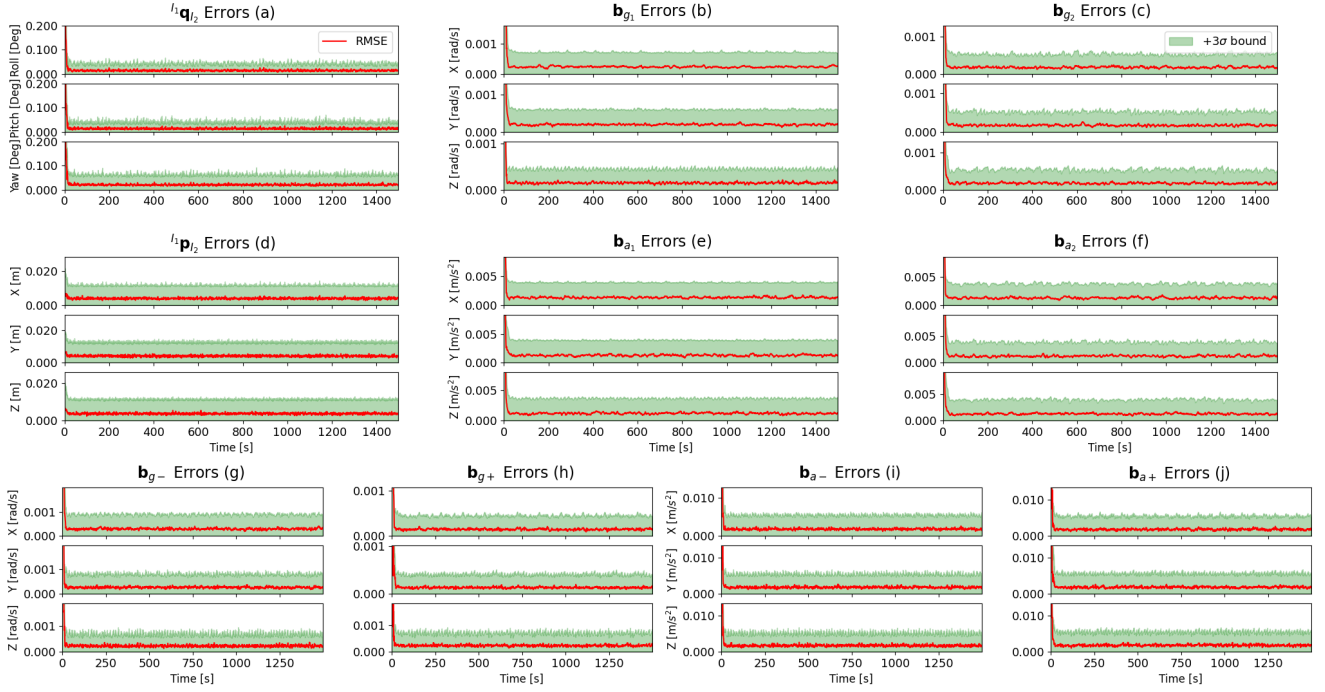 I₁qI₂ Errors (a)
Roll [Deg]
0.200
0.100
0.000
RMSE
Pitch [Deg]
0.200
0.100
0.000
Yaw [Deg]
0.200
0.100
0.000
0 200 400 600 800 1000 1200 1400
bg₁ Errors (b)
X [rad/s]
0.001
0.000
Y [rad/s]
0.001
0.000
Z [rad/s]
0.001
0.000
0 200 400 600 800 1000 1200 1400
bg₂ Errors (c)
+3σ bound
0.001
0.000
0.001
0.000
0.001
0.000
0 200 400 600 800 1000 1200 1400
I₁pI₂ Errors (d)
X [m]
0.020
0.000
Y [m]
0.020
0.000
Z [m]
0.020
0.000
0 200 400 600 800 1000 1200 1400
Time [s]
ba₁ Errors (e)
X [m/s²]
0.005
0.000
Y [m/s²]
0.005
0.000
Z [m/s²]
0.005
0.000
0 200 400 600 800 1000 1200 1400
Time [s]
ba₂ Errors (f)
0.005
0.000
0.005
0.000
0.005
0.000
0 200 400 600 800 1000 1200 1400
Time [s]
bg− Errors (g)
X [rad/s]
0.001
0.000
Y [rad/s]
0.001
0.000
Z [rad/s]
0.001
0.000
0 250 500 750 1000 1250
Time [s]
bg+ Errors (h)
0.001
0.000
0.001
0.000
0.001
0.000
0 250 500 750 1000 1250
Time [s]
ba− Errors (i)
X [m/s²]
0.010
0.000
Y [m/s²]
0.010
0.000
Z [m/s²]
0.010
0.000
0 250 500 750 1000 1250
Time [s]
ba+ Errors (j)
0.010
0.000
0.010
0.000
0.010
0.000
0 250 500 750 1000 1250
Time [s]